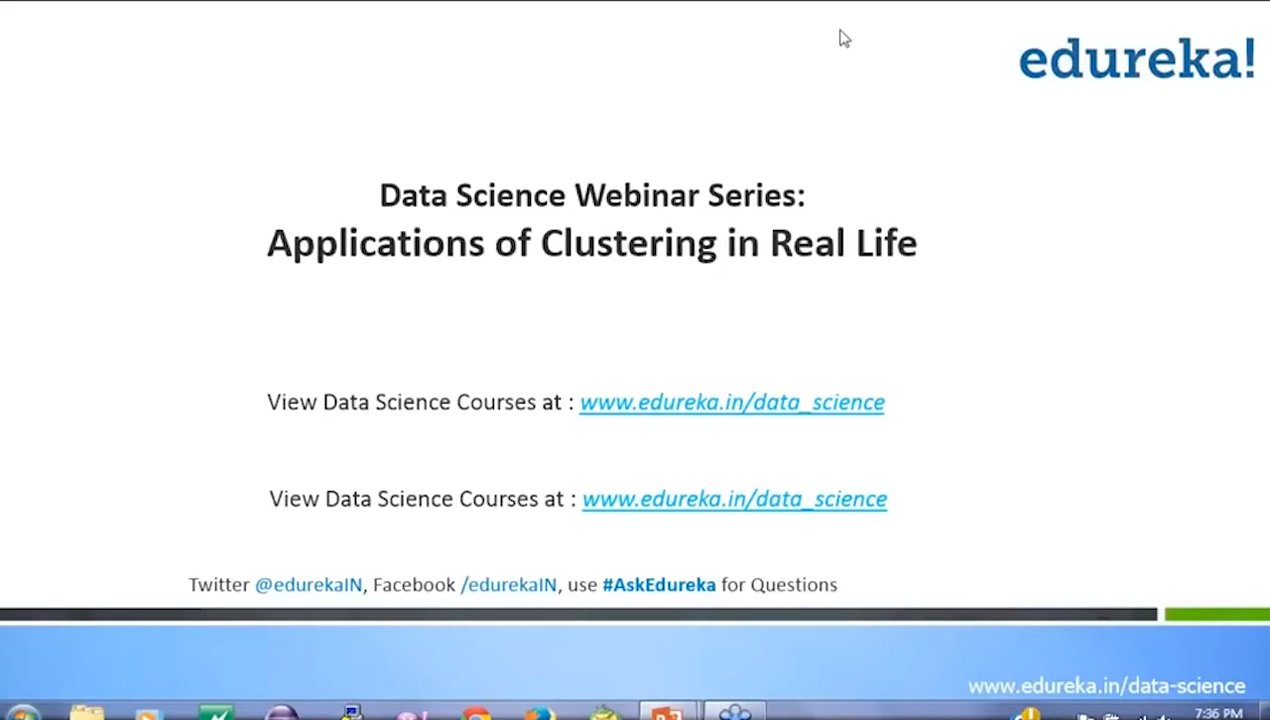 edureka!
Data Science Webinar Series:
Applications of Clustering in Real Life
View Data Science Courses at : www.edureka.in/data_science
View Data Science Courses at : www.edureka.in/data_science
Twitter @edurekaIN, Facebook /edurekaIN, use #AskEdureka for Questions
www.edureka.in/data-science
7:36 PM